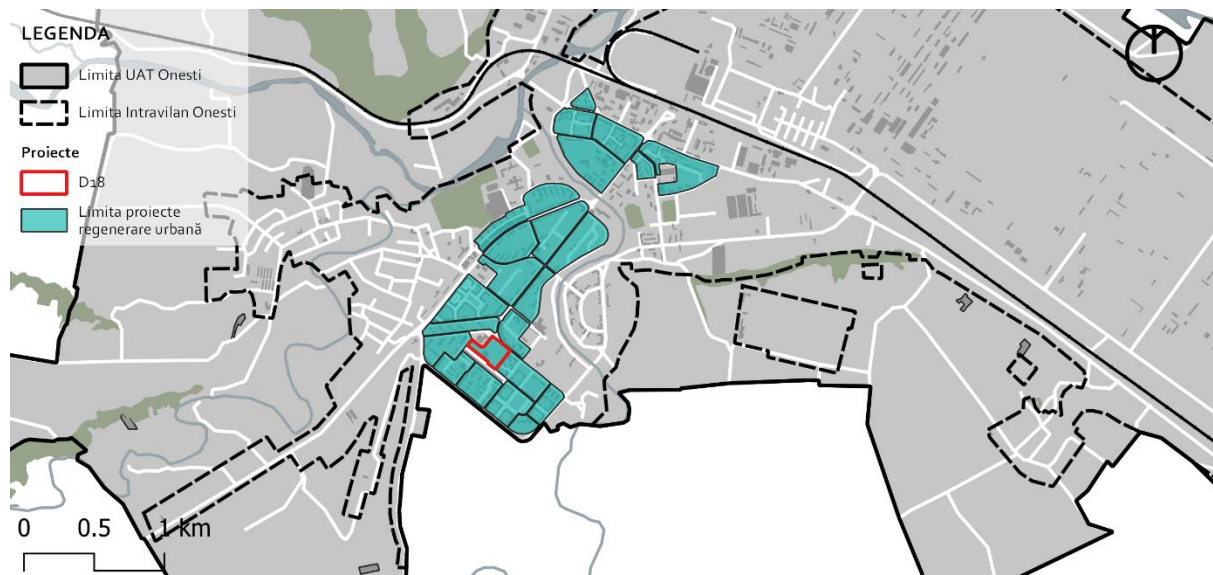 LEGENDA
Limita UAT Onesti
Limita Intravilan Onesti
Proiecte
D18
Limita proiecte
regenerare urbană
0 0.5 1 km